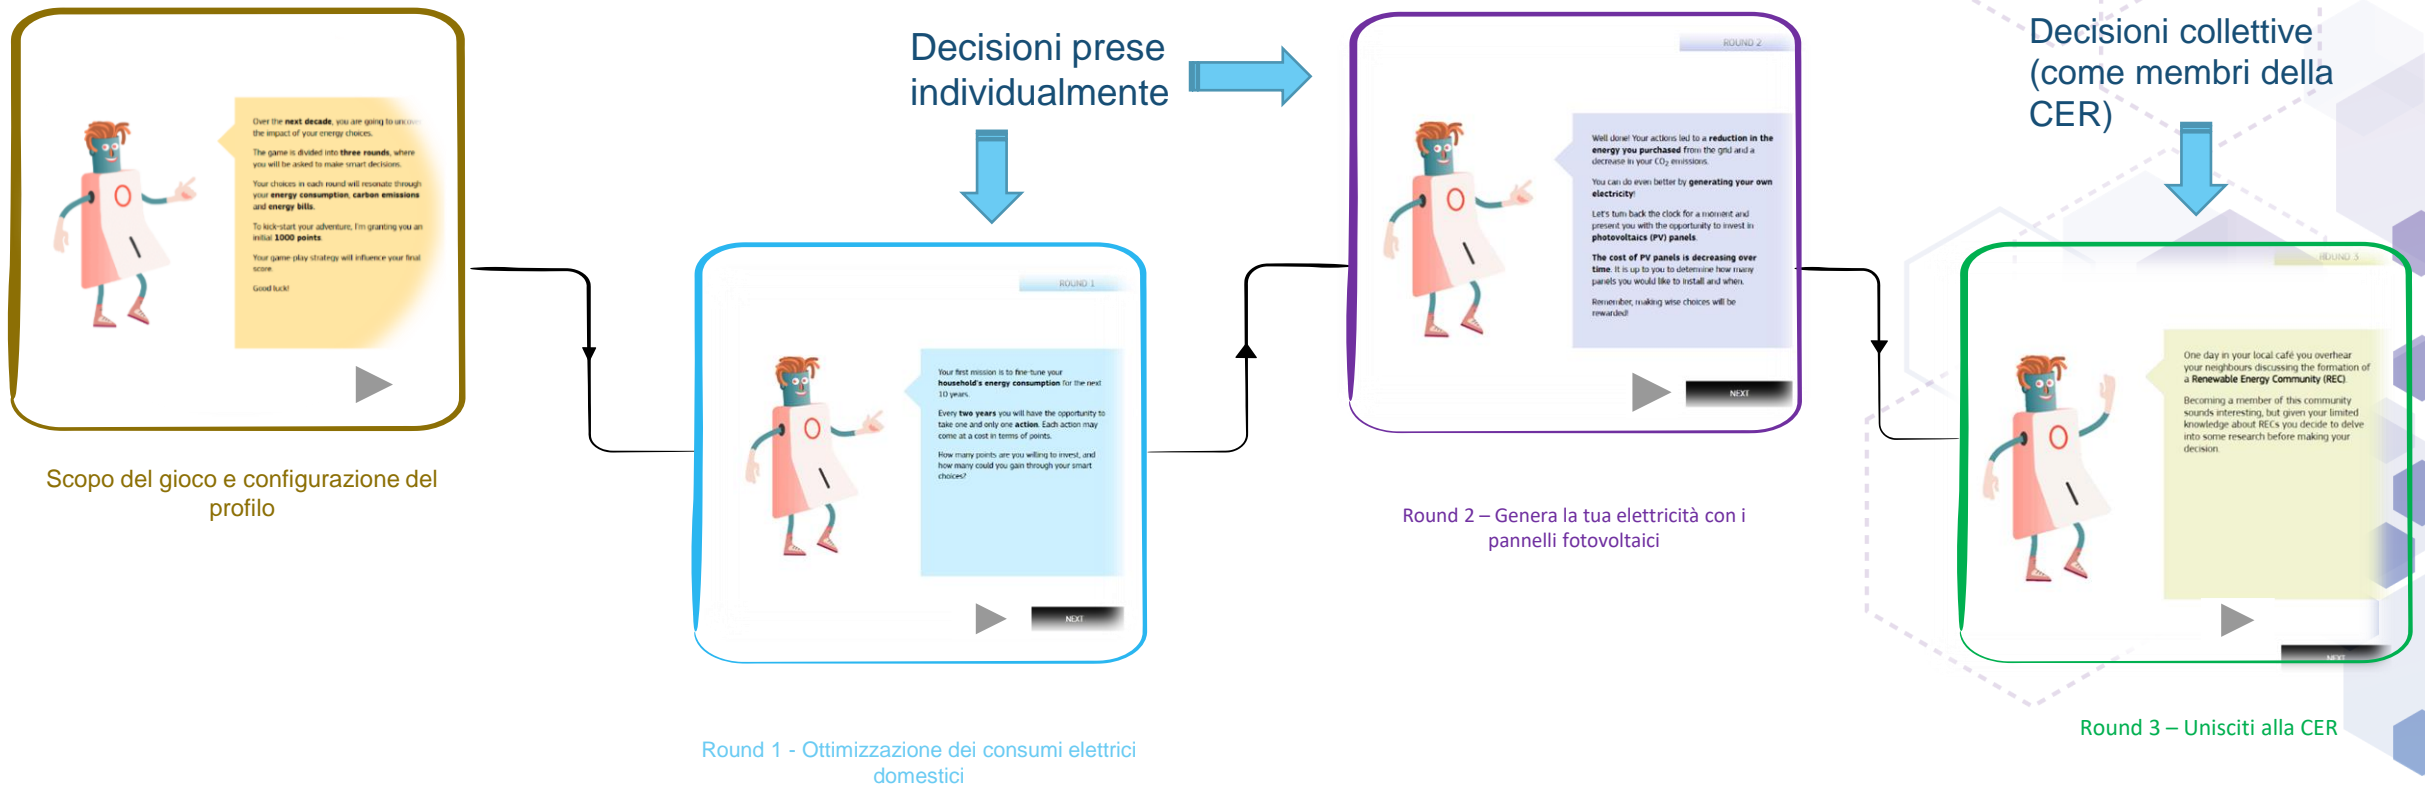 Over the next decade, you are going to uncover
the impact of your energy choices.
The game is divided into three rounds, where
you will be asked to make smart decisions.
Your choices in each round will resonate through
your energy consumption, carbon emissions
and energy bills.
To kick-start your adventure, I'm granting you an
initial 1000 points.
Your game-play strategy will influence your final
score.
Good luck!
Scopo del gioco e configurazione del
profilo
Decisioni prese
individualmente
ROUND 1
Your first mission is to fine-tune your
household's energy consumption for the next
10 years.
Every two years you will have the opportunity to
take one and only one action. Each action may
come at a cost in terms of points.
How many points are you willing to invest, and
how many could you gain through your smart
choices?
NEXT
Round 1 - Ottimizzazione dei consumi elettrici
domestici
ROUND 2
Well done! Your actions led to a reduction in the
energy you purchased from the grid and a
decrease in your CO₂ emissions.
You can do even better by generating your own
electricity!
Let's turn back the clock for a moment and
present you with the opportunity to invest in
photovoltaics (PV) panels.
The cost of PV panels is decreasing over
time. It is up to you to determine how many
panels you would like to install and when.
Remember, making wise choices will be
rewarded!
NEXT
Round 2 – Genera la tua elettricità con i
pannelli fotovoltaici
Decisioni collettive
(come membri della
CER)
ROUND 3
One day in your local café you overhear
your neighbours discussing the formation of
a Renewable Energy Community (REC).
Becoming a member of this community
sounds interesting, but given your limited
knowledge about RECs you decide to delve
into some research before making your
decision.
NEXT
Round 3 – Unisciti alla CER